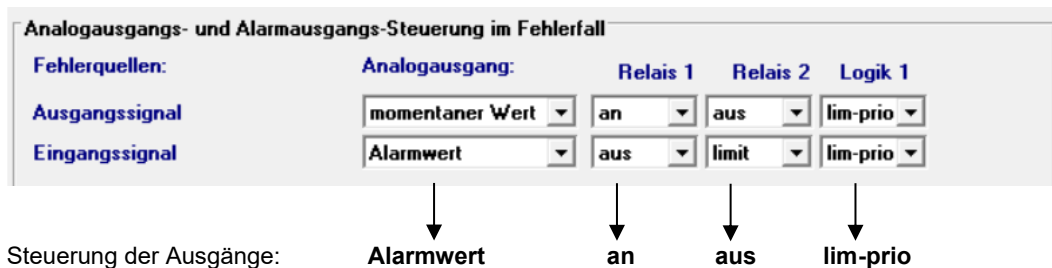 Analogausgangs- und Alarmausgangs-Steuerung im Fehlerfall
Fehlerquellen: Analogausgang: Relais 1 Relais 2 Logik 1
Ausgangssignal momentaner Wert an aus lim-prio
Eingangssignal Alarmwert aus limit lim-prio
Steuerung der Ausgänge: Alarmwert an aus lim-prio